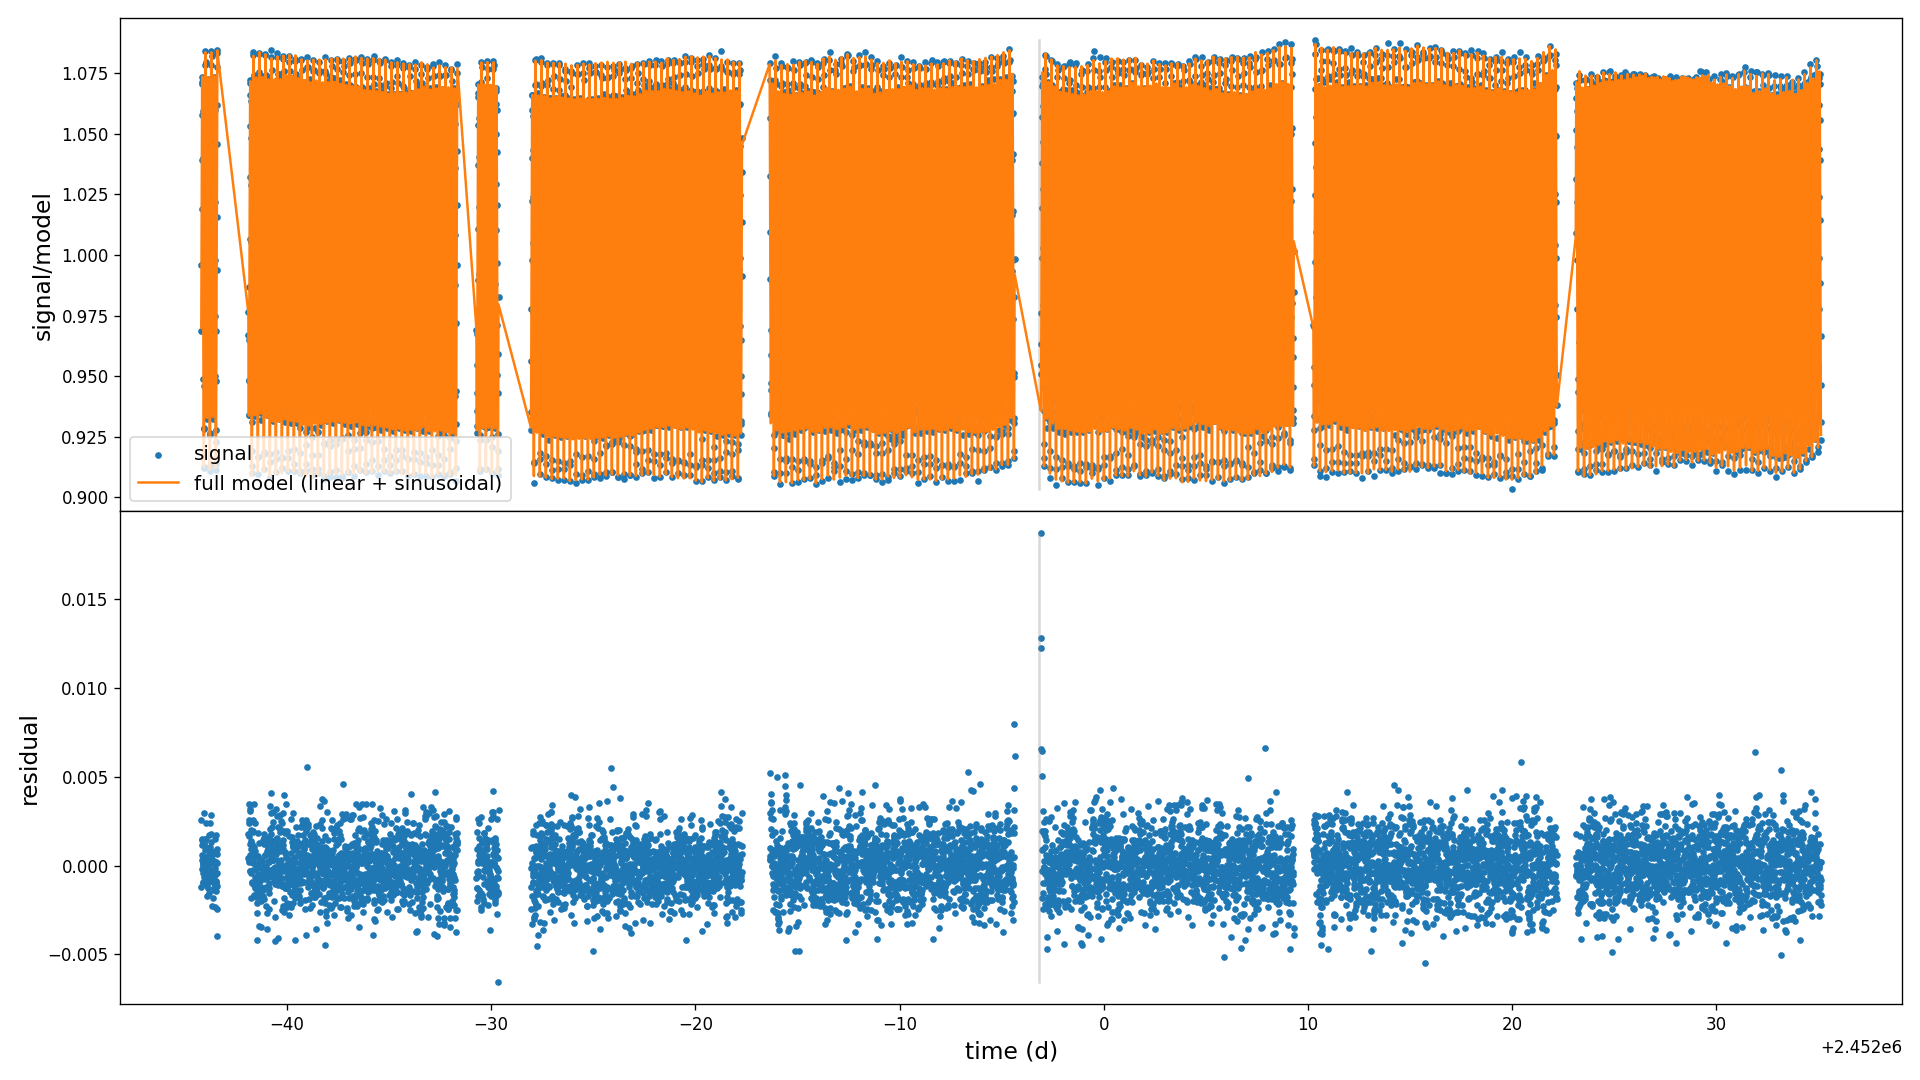 1.075
1.050
1.025
1.000
0.975
0.950
0.925
0.900
signal/model
signal
full model (linear + sinusoidal)
0.015
0.010
0.005
0.000
−0.005
residual
−40 −30 −20 −10 0 10 20 30
time (d)
+2.452e6